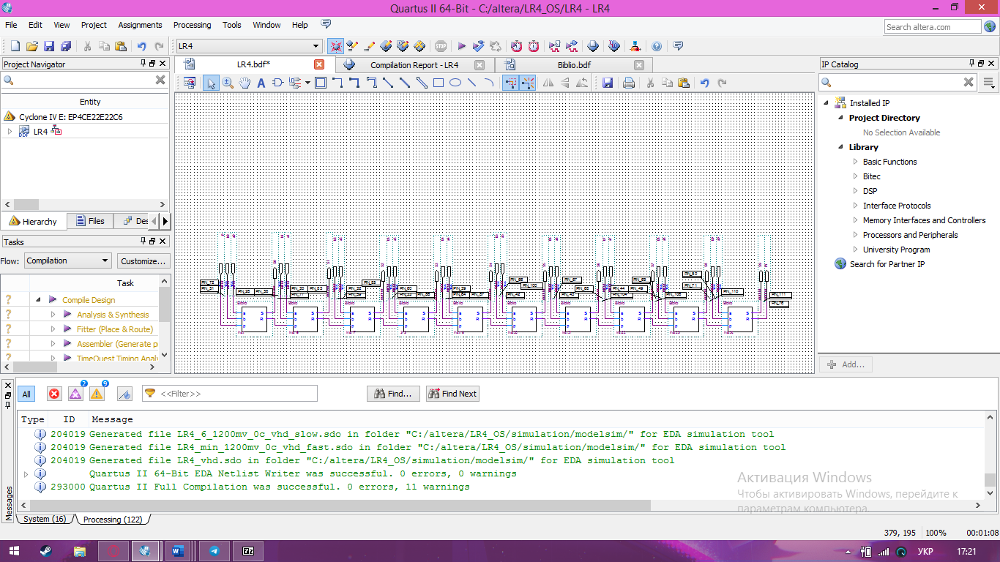 Quartus II 64-Bit - C:/altera/LR4_OS/LR4 - LR4
File Edit View Project Assignments Processing Tools Window Help
Search altera.com
LR4
Project Navigator
LR4.bdf*
Compilation Report - LR4
Biblio.bdf
IP Catalog
Entity
Cyclone IV E: EP4CE22E22C6
LR4
Hierarchy
Files
Des
Installed IP
Project Directory
No Selection Available
Library
Basic Functions
Bitec
DSP
Interface Protocols
Memory Interfaces and Controllers
Processors and Peripherals
University Program
Search for Partner IP
Add...
Tasks
Flow: Compilation Customize...
Task
Compile Design
Analysis & Synthesis
Fitter (Place & Route)
Assembler (Generate p
TimeQuest Timing Analy
All
2
9
<<Filter>>
Find...
Find Next
Type ID Message
204019 Generated file LR4_6_1200mv_0c_vhd_slow.sdo in folder "C:/altera/LR4_OS/simulation/modelsim/" for EDA simulation tool
204019 Generated file LR4_min_1200mv_0c_vhd_fast.sdo in folder "C:/altera/LR4_OS/simulation/modelsim/" for EDA simulation tool
204019 Generated file LR4_vhd.sdo in folder "C:/altera/LR4_OS/simulation/modelsim/" for EDA simulation tool
Quartus II 64-Bit EDA Netlist Writer was successful. 0 errors, 0 warnings
293000 Quartus II Full Compilation was successful. 0 errors, 11 warnings
Активация Windows
Чтобы активировать Windows, перейдите к
параметрам компьютера.
Messages
System (16)
Processing (122)
379, 195 100% 00:01:08
УКР 17:21